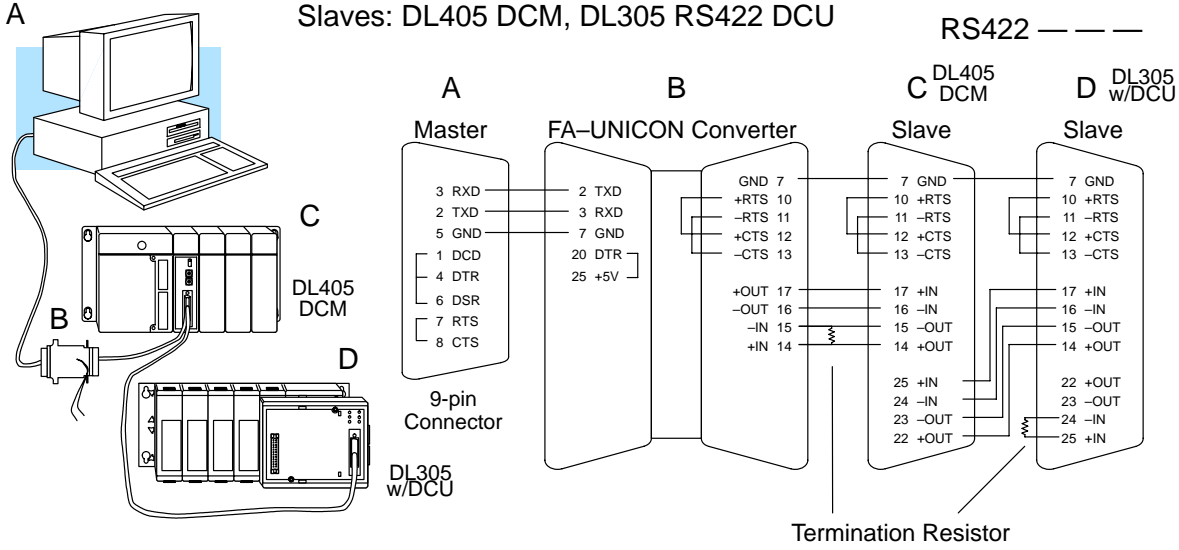 A
Slaves: DL405 DCM, DL305 RS422 DCU
RS422 — — —
A
B
C DL405 DCM
D DL305 w/DCU
Master
FA–UNICON Converter
Slave
Slave
3 RXD
2 TXD
5 GND
1 DCD
4 DTR
6 DSR
7 RTS
8 CTS
9-pin
Connector
2 TXD
3 RXD
7 GND
20 DTR
25 +5V
GND 7
+RTS 10
–RTS 11
+CTS 12
–CTS 13
+OUT 17
–OUT 16
–IN 15
+IN 14
7 GND
10 +RTS
11 –RTS
12 +CTS
13 –CTS
17 +IN
16 –IN
15 –OUT
14 +OUT
25 +IN
24 –IN
23 –OUT
22 +OUT
7 GND
10 +RTS
11 –RTS
12 +CTS
13 –CTS
17 +IN
16 –IN
15 –OUT
14 +OUT
22 +OUT
23 –OUT
24 –IN
25 +IN
C
DL405
DCM
B
D
DL305
w/DCU
Termination Resistor